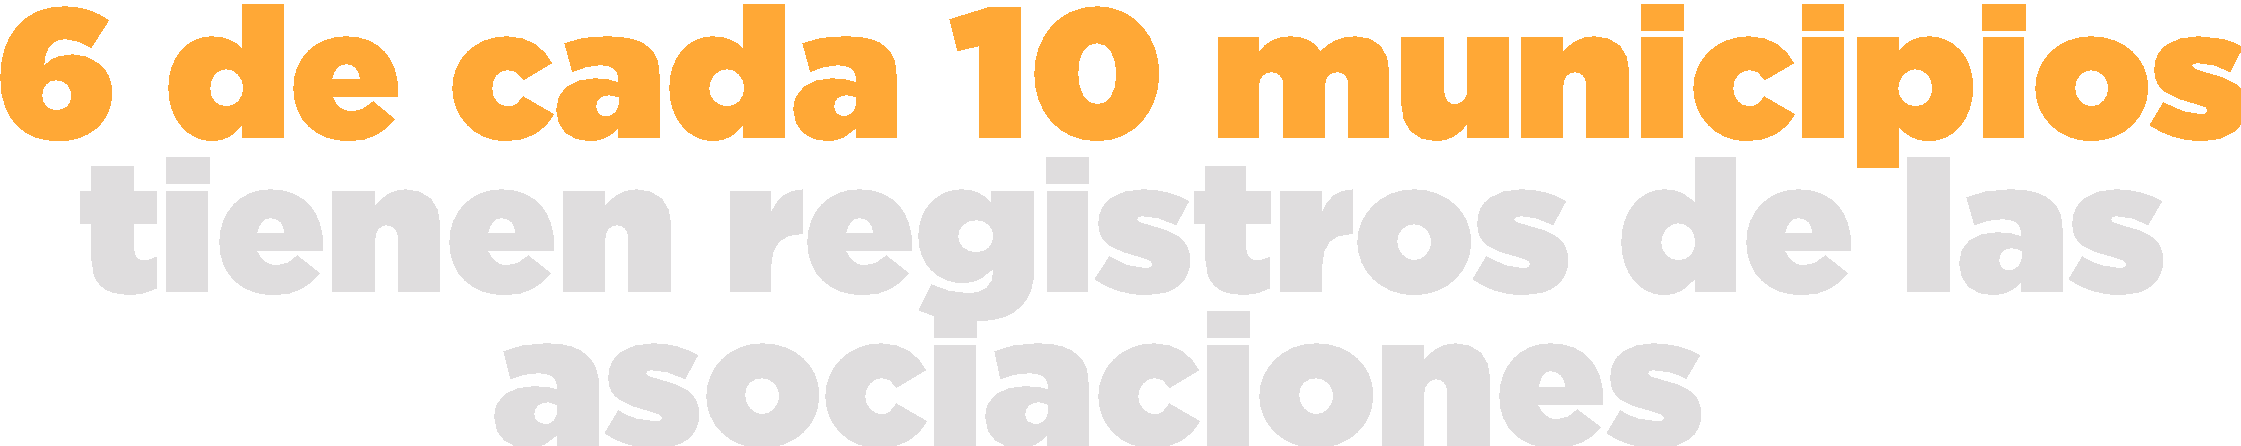 6 de cada 10 municipios
tienen registros de las
asociaciones